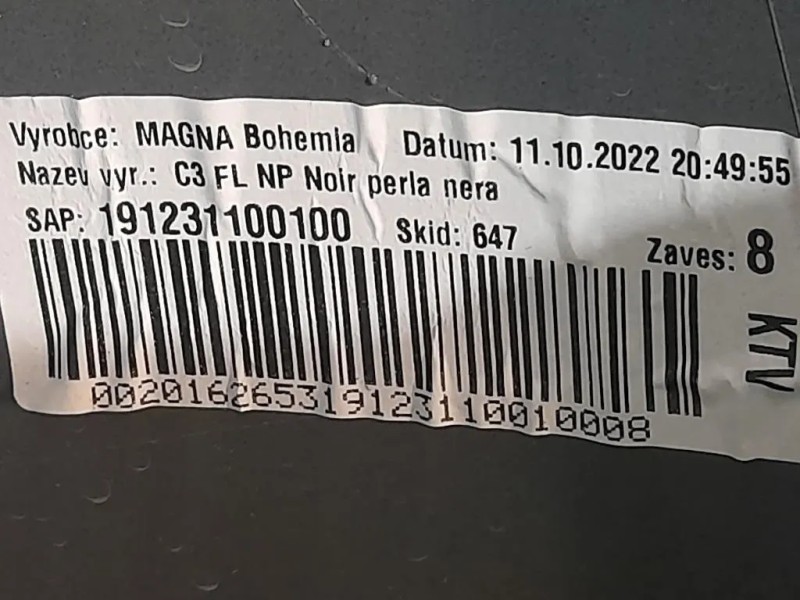 Vyrobce: MAGNA Bohemia Datum: 11.10.2022 20:49:55
Nazev vyr.: C3 FL NP Noir perla nera
SAP: 191231100100 Skid: 647 Zaves: 8
KTV
002016265319123110010008